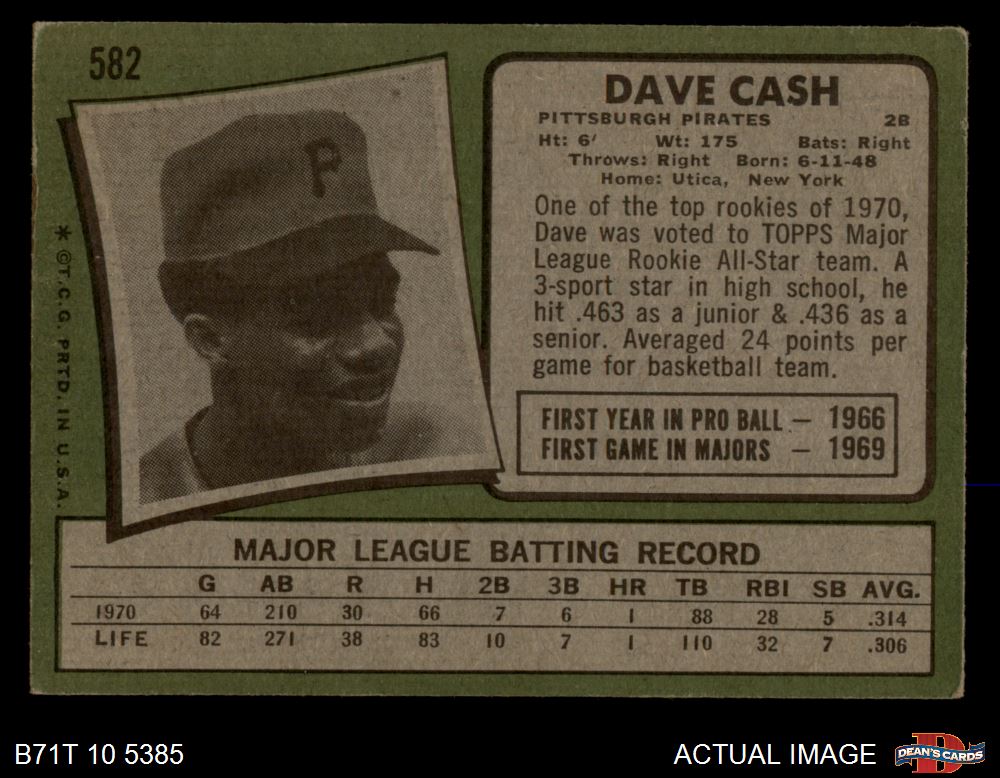 582
P
DAVE CASH
PITTSBURGH PIRATES 2B
Ht: 6' Wt: 175 Bats: Right
Throws: Right Born: 6-11-48
Home: Utica, New York
One of the top rookies of 1970,
Dave was voted to TOPPS Major
League Rookie All-Star team. A
3-sport star in high school, he
hit .463 as a junior & .436 as a
senior. Averaged 24 points per
game for basketball team.
FIRST YEAR IN PRO BALL — 1966
FIRST GAME IN MAJORS — 1969
* ©T.C.G. PRTD. IN U.S.A.
MAJOR LEAGUE BATTING RECORD
G AB R H 2B 3B HR TB RBI SB AVG.
1970 64 210 30 66 7 6 1 88 28 5 .314
LIFE 82 271 38 83 10 7 1 110 32 7 .306
B71T 10 5385
ACTUAL IMAGE
D
DEAN'S CARDS